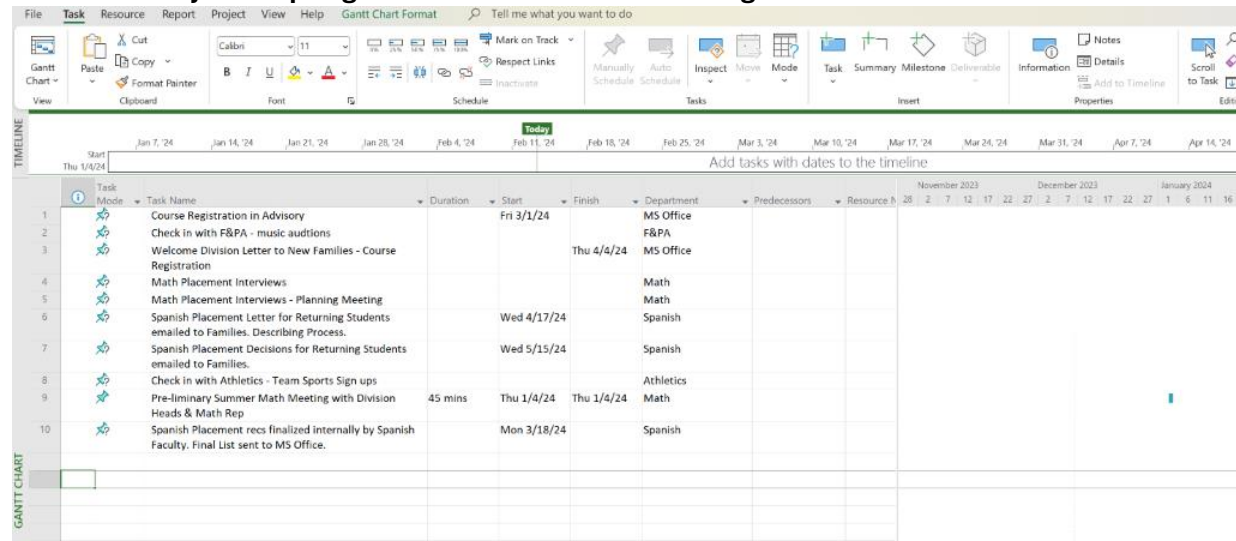 File Task Resource Report Project View Help Gantt Chart Format Tell me what you want to do
Gantt Chart
Paste
Cut
Copy
Format Painter
Calibri 11
B I U A
0% 25% 50% 75% 100%
Mark on Track
Respect Links
Inactivate
Manually Schedule
Auto Schedule
Inspect Move Mode
Task Summary Milestone Deliverable
Information
Notes
Details
Add to Timeline
Scroll to Task
View Clipboard Font Schedule Tasks Insert Properties
TIMELINE
Today
Jan 7, '24 Jan 14, '24 Jan 21, '24 Jan 28, '24 Feb 4, '24 Feb 11, '24 Feb 18, '24 Feb 25, '24 Mar 3, '24 Mar 10, '24 Mar 17, '24 Mar 24, '24 Mar 31, '24 Apr 7, '24 Apr 14, '24
Start
Thu 1/4/24
Add tasks with dates to the timeline
November 2023 December 2023 January 2024
Task Mode Task Name Duration Start Finish Department Predecessors Resource N 28 2 7 12 17 22 27 2 7 12 17 22 27 1 6 11 16
1 Course Registration in Advisory Fri 3/1/24 MS Office
2 Check in with F&PA - music audtions F&PA
3 Welcome Division Letter to New Families - Course Thu 4/4/24 MS Office
Registration
4 Math Placement Interviews Math
5 Math Placement Interviews - Planning Meeting Math
6 Spanish Placement Letter for Returning Students Wed 4/17/24 Spanish
emailed to Families. Describing Process.
7 Spanish Placement Decisions for Returning Students Wed 5/15/24 Spanish
emailed to Families.
8 Check in with Athletics - Team Sports Sign ups Athletics
9 Pre-liminary Summer Math Meeting with Division 45 mins Thu 1/4/24 Thu 1/4/24 Math
Heads & Math Rep
10 Spanish Placement recs finalized internally by Spanish Mon 3/18/24 Spanish
Faculty. Final List sent to MS Office.
GANTT CHART